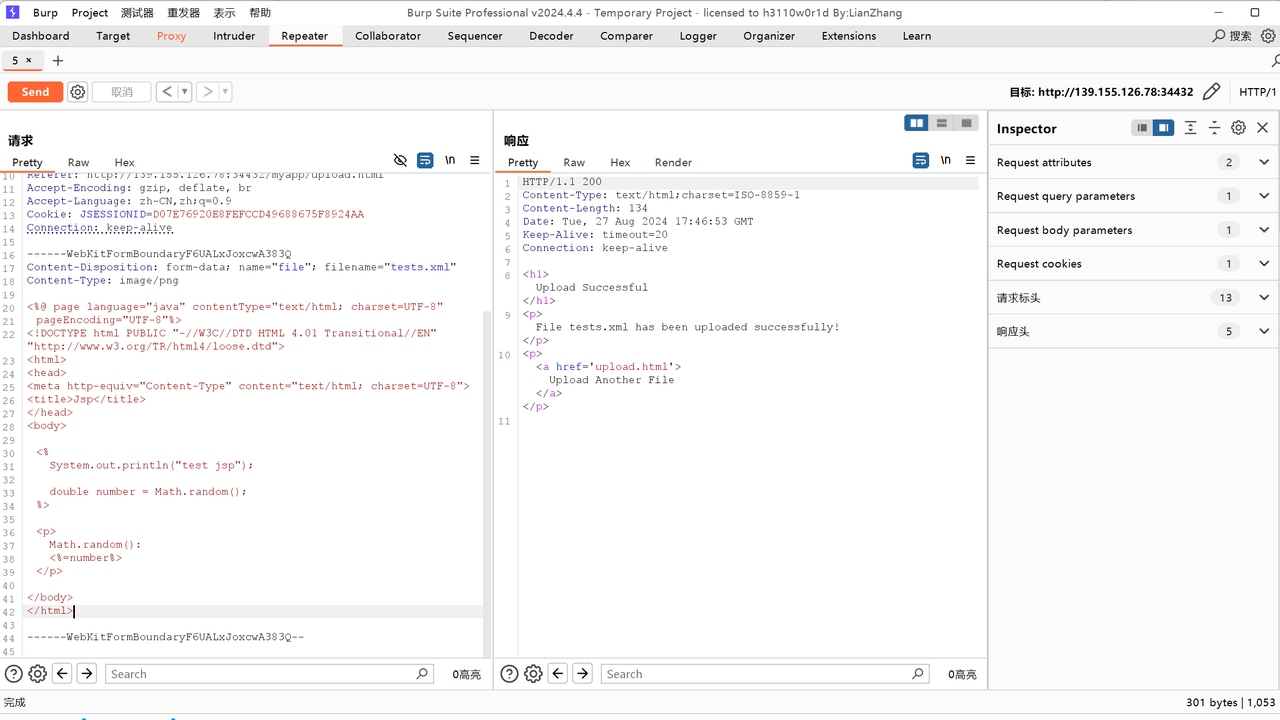 Burp Project 测试器 重发器 表示 帮助 Burp Suite Professional v2024.4.4 - Temporary Project - licensed to h3110w0r1d By:LianZhang
Dashboard Target Proxy Intruder Repeater Collaborator Sequencer Decoder Comparer Logger Organizer Extensions Learn 搜索
5 × +
Send 取消 < > 目标: http://139.155.126.78:34432 HTTP/1
请求
Pretty Raw Hex \n
10 Referer: http://139.155.126.78:34432/myapp/upload.html
11 Accept-Encoding: gzip, deflate, br
12 Accept-Language: zh-CN,zh;q=0.9
13 Cookie: JSESSIONID=D07E76920E8FEFCCD49688675F8924AA
14 Connection: keep-alive
15
16 ------WebKitFormBoundaryF6UALxJoxcwA383Q
17 Content-Disposition: form-data; name="file"; filename="tests.xml"
18 Content-Type: image/png
19
20 <%@ page language="java" contentType="text/html; charset=UTF-8"
21 pageEncoding="UTF-8"%>
22 <!DOCTYPE html PUBLIC "-//W3C//DTD HTML 4.01 Transitional//EN"
"http://www.w3.org/TR/html4/loose.dtd">
23 <html>
24 <head>
25 <meta http-equiv="Content-Type" content="text/html; charset=UTF-8">
26 <title>Jsp</title>
27 </head>
28 <body>
29
30 <%
31 System.out.println("test jsp");
32
33 double number = Math.random();
34 %>
35
36 <p>
37 Math.random():
38 <%=number%>
39 </p>
40
41 </body>
42 </html>
43
44 ------WebKitFormBoundaryF6UALxJoxcwA383Q--
45
Search 0高亮
响应
Pretty Raw Hex Render \n
1 HTTP/1.1 200
2 Content-Type: text/html;charset=ISO-8859-1
3 Content-Length: 134
4 Date: Tue, 27 Aug 2024 17:46:53 GMT
5 Keep-Alive: timeout=20
6 Connection: keep-alive
7
8 <h1>
Upload Successful
</h1>
9 <p>
File tests.xml has been uploaded successfully!
</p>
10 <p>
<a href='upload.html'>
Upload Another File
</a>
</p>
11
Search 0高亮
Inspector
Request attributes 2
Request query parameters 1
Request body parameters 1
Request cookies 1
请求标头 13
响应头 5
完成 301 bytes | 1,053